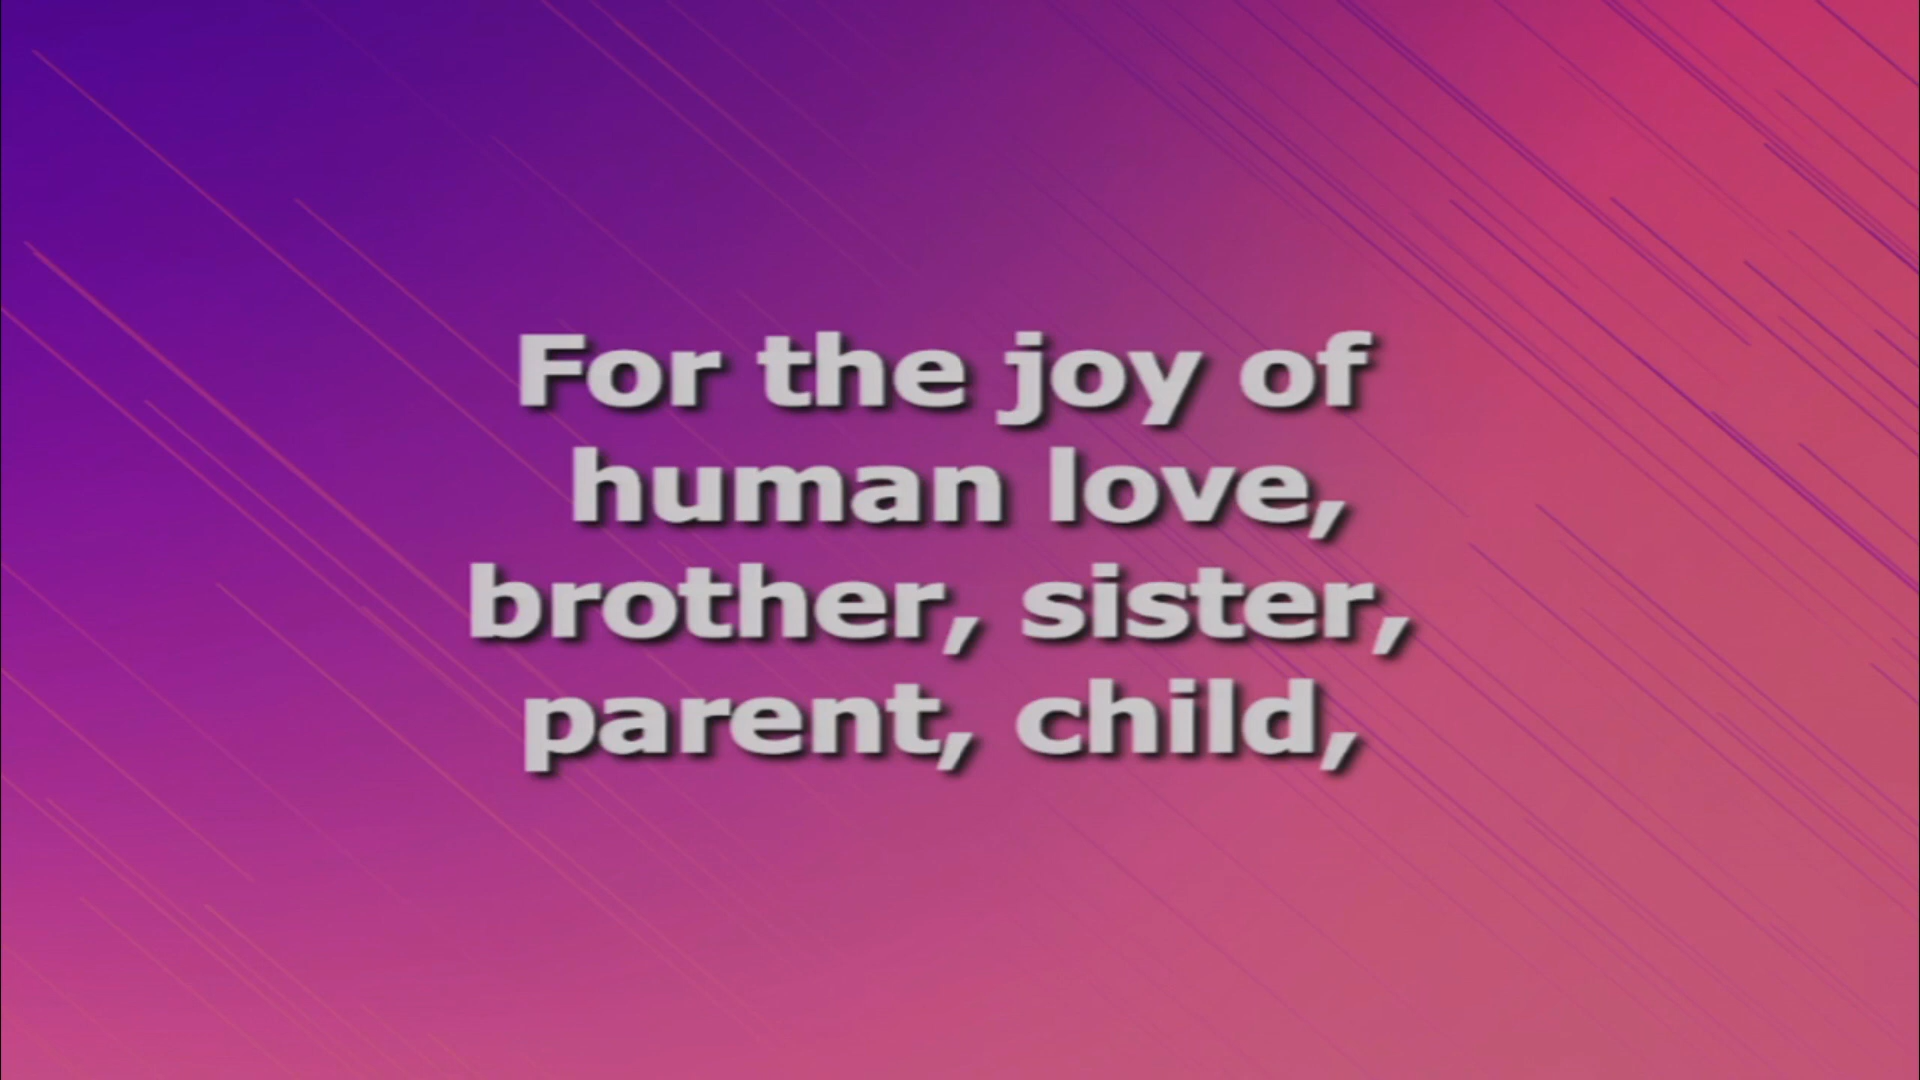 For the joy of
human love,
brother, sister,
parent, child,